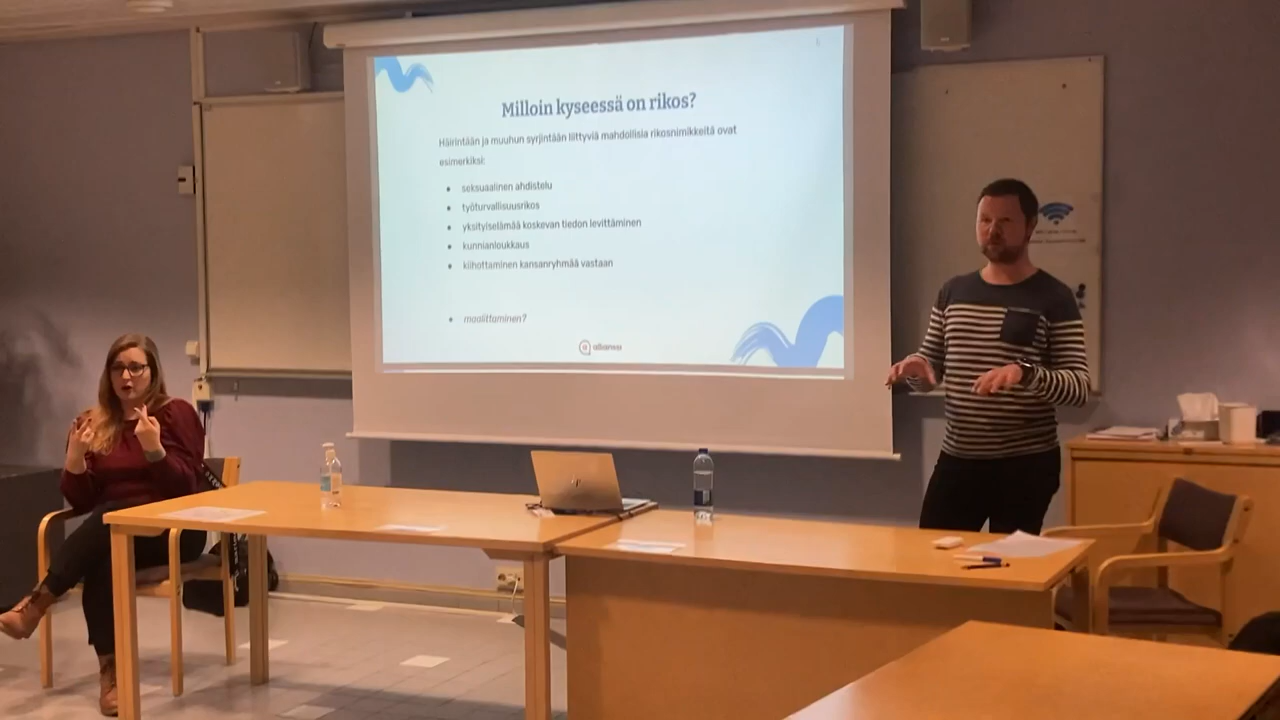 Milloin kyseessä on rikos?
Häirintään ja muuhun syrjintään liittyviä mahdollisia rikosnimikkeitä ovat
esimerkiksi:
seksuaalinen ahdistelu
työturvallisuusrikos
yksityiselämää koskevan tiedon levittäminen
kunnianloukkaus
kiihottaminen kansanryhmää vastaan
maalittaminen?
hp